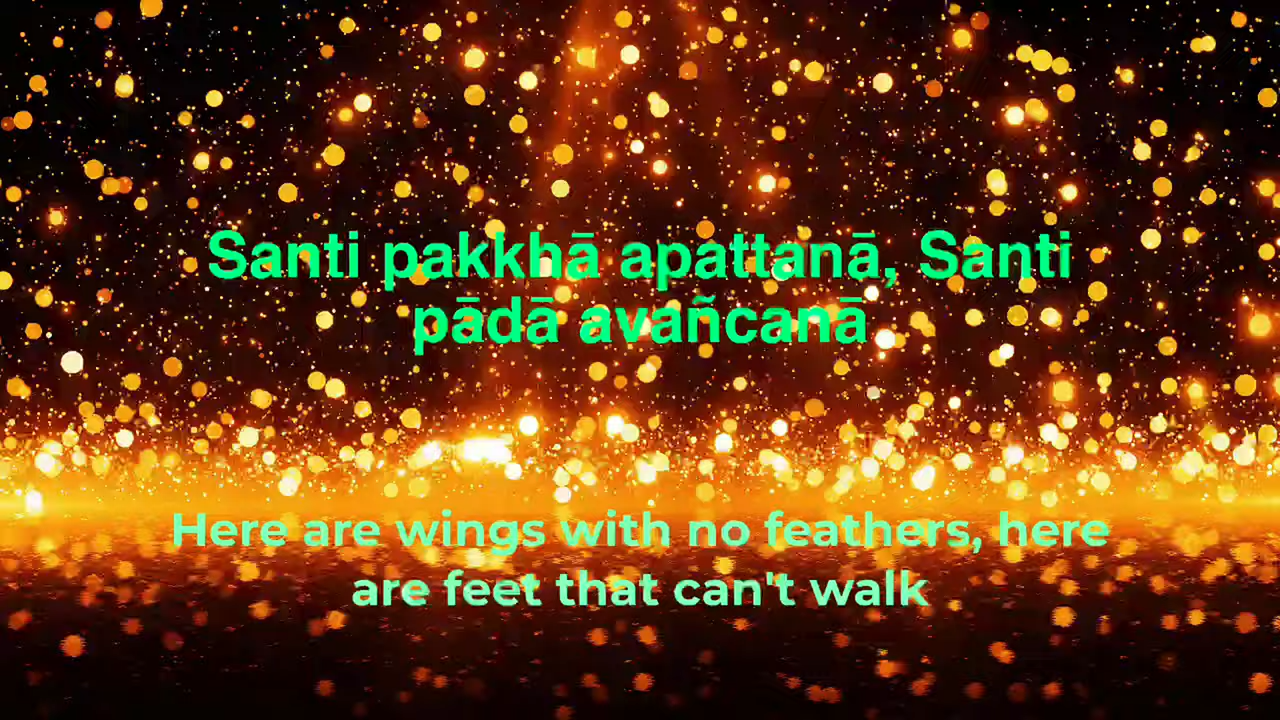 Santi pakkhā apattanā, Santi
pādā avañcanā
Here are wings with no feathers, here
are feet that can't walk